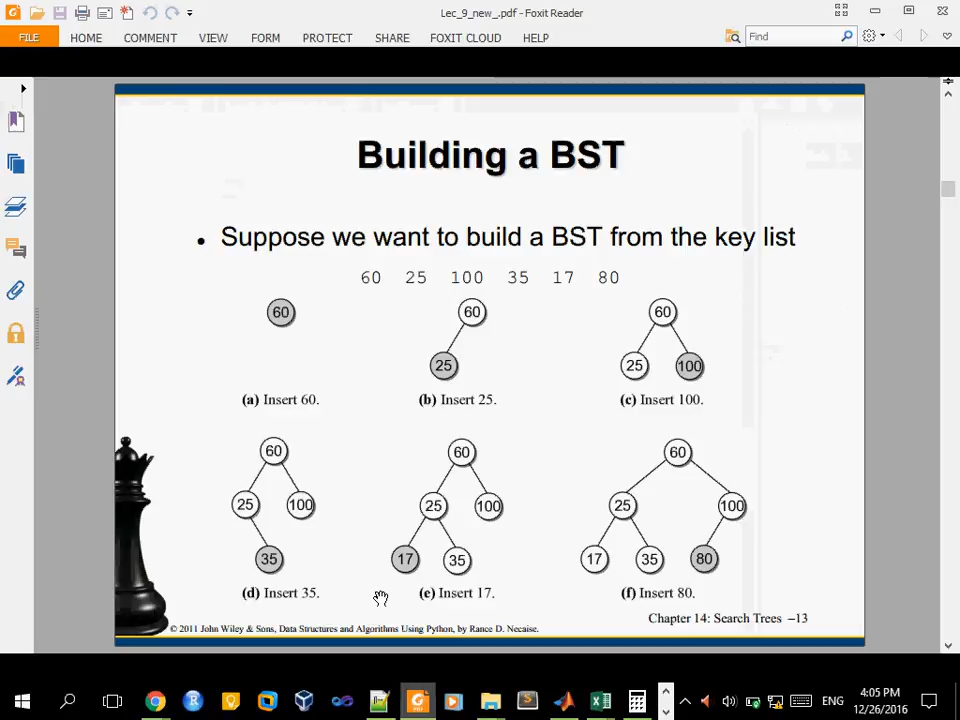 Lec_9_new_.pdf - Foxit Reader
FILE HOME COMMENT VIEW FORM PROTECT SHARE FOXIT CLOUD HELP Find
Building a BST
• Suppose we want to build a BST from the key list
60 25 100 35 17 80
60 60 60
25 25 100
(a) Insert 60. (b) Insert 25. (c) Insert 100.
60 60 60
25 100 25 100 25 100
35 17 35 17 35 80
(d) Insert 35. (e) Insert 17. (f) Insert 80.
Chapter 14: Search Trees –13
© 2011 John Wiley & Sons, Data Structures and Algorithms Using Python, by Rance D. Necaise.
ENG
4:05 PM
12/26/2016